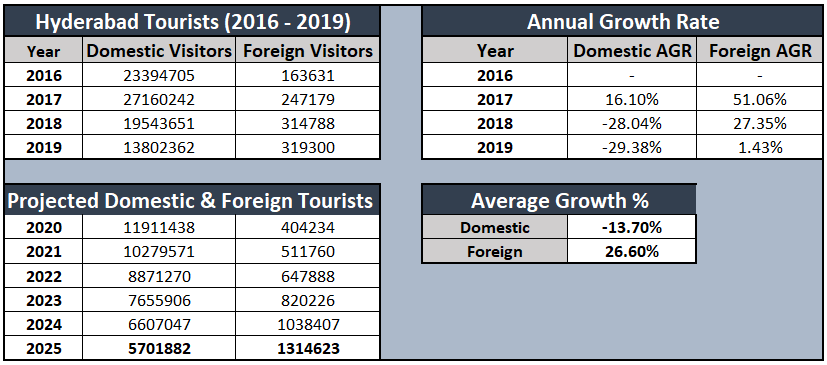 Hyderabad Tourists (2016 - 2019)
Year Domestic Visitors Foreign Visitors
2016 23394705 163631
2017 27160242 247179
2018 19543651 314788
2019 13802362 319300
Annual Growth Rate
Year Domestic AGR Foreign AGR
2016 - -
2017 16.10% 51.06%
2018 -28.04% 27.35%
2019 -29.38% 1.43%
Projected Domestic & Foreign Tourists
2020 11911438 404234
2021 10279571 511760
2022 8871270 647888
2023 7655906 820226
2024 6607047 1038407
2025 5701882 1314623
Average Growth %
Domestic -13.70%
Foreign 26.60%